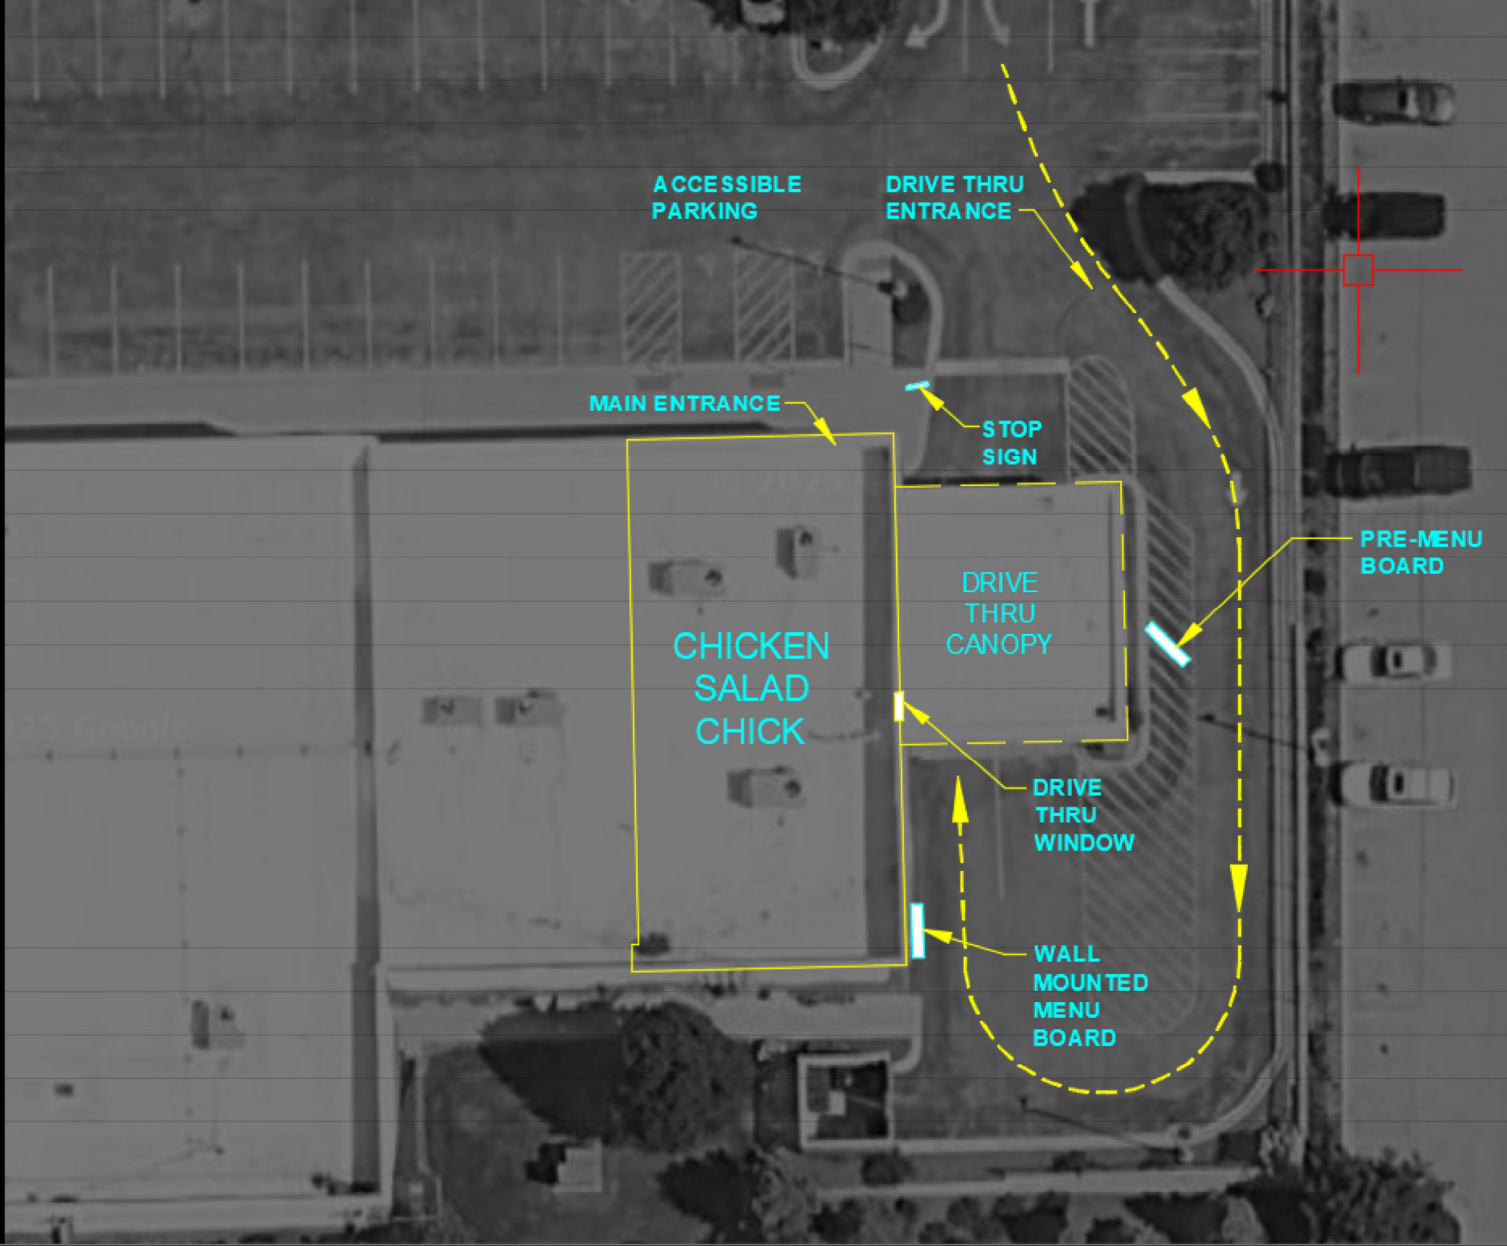 ACCESSIBLE
PARKING
DRIVE THRU
ENTRANCE
MAIN ENTRANCE
STOP
SIGN
PRE-MENU
BOARD
DRIVE
THRU
CANOPY
CHICKEN
SALAD
CHICK
DRIVE
THRU
WINDOW
WALL
MOUNTED
MENU
BOARD